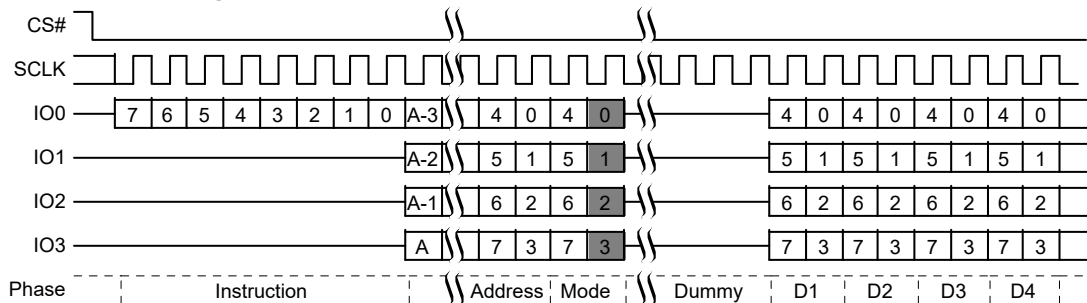 CS#
SCLK
IO0 7 6 5 4 3 2 1 0 A-3 4 0 4 0 4 0 4 0 4 0 4 0
IO1 A-2 5 1 5 1 5 1 5 1 5 1 5 1
IO2 A-1 6 2 6 2 6 2 6 2 6 2 6 2
IO3 A 7 3 7 3 7 3 7 3 7 3 7 3
Phase Instruction Address Mode Dummy D1 D2 D3 D4